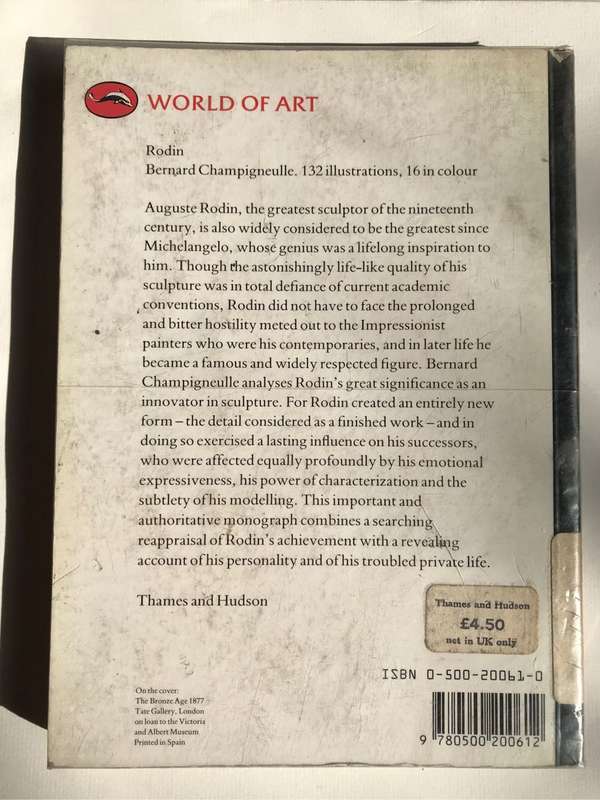 WORLD OF ART
Rodin
Bernard Champigneulle. 132 illustrations, 16 in colour
Auguste Rodin, the greatest sculptor of the nineteenth
century, is also widely considered to be the greatest since
Michelangelo, whose genius was a lifelong inspiration to
him. Though the astonishingly life-like quality of his
sculpture was in total defiance of current academic
conventions, Rodin did not have to face the prolonged
and bitter hostility meted out to the Impressionist
painters who were his contemporaries, and in later life he
became a famous and widely respected figure. Bernard
Champigneulle analyses Rodin's great significance as an
innovator in sculpture. For Rodin created an entirely new
form – the detail considered as a finished work – and in
doing so exercised a lasting influence on his successors,
who were affected equally profoundly by his emotional
expressiveness, his power of characterization and the
subtlety of his modelling. This important and
authoritative monograph combines a searching
reappraisal of Rodin's achievement with a revealing
account of his personality and of his troubled private life.
Thames and Hudson
Thames and Hudson
£4.50
net in UK only
ISBN 0-500-20061-0
On the cover:
The Bronze Age 1877
Tate Gallery, London
on loan to the Victoria
and Albert Museum
Printed in Spain
9 780500 200612